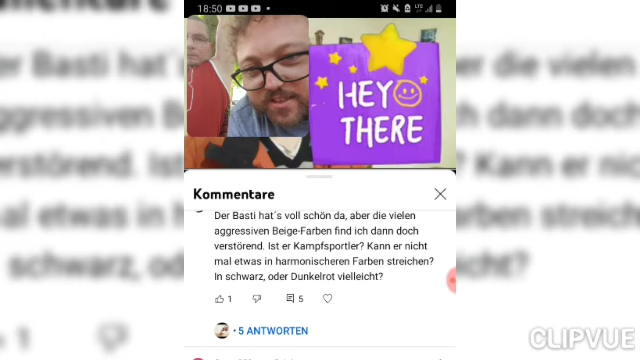 18:50
LTE
HEY
THERE
Kommentare
Der Basti hat´s voll schön da, aber die vielen
aggressiven Beige-Farben find ich dann doch
verstörend. Ist er Kampfsportler? Kann er nicht
mal etwas in harmonischeren Farben streichen?
In schwarz, oder Dunkelrot vielleicht?
1
5
• 5 ANTWORTEN
CLIPVUE